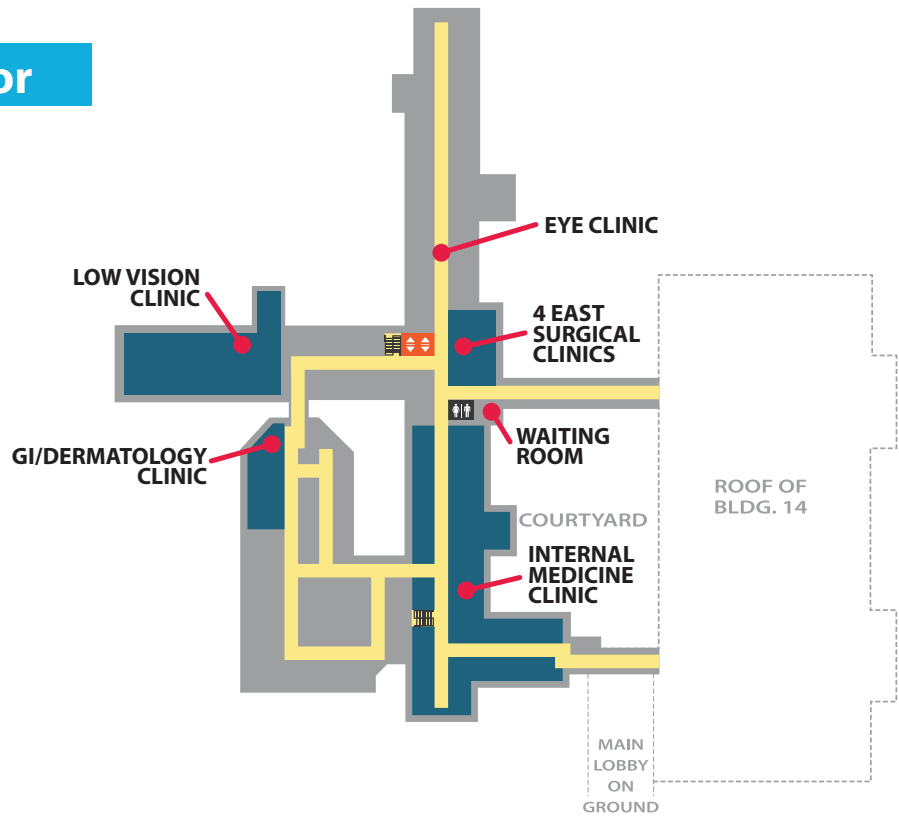 or
EYE CLINIC
LOW VISION
CLINIC
4 EAST
SURGICAL
CLINICS
WAITING
ROOM
GI/DERMATOLOGY
CLINIC
ROOF OF
BLDG. 14
COURTYARD
INTERNAL
MEDICINE
CLINIC
MAIN
LOBBY
ON
GROUND